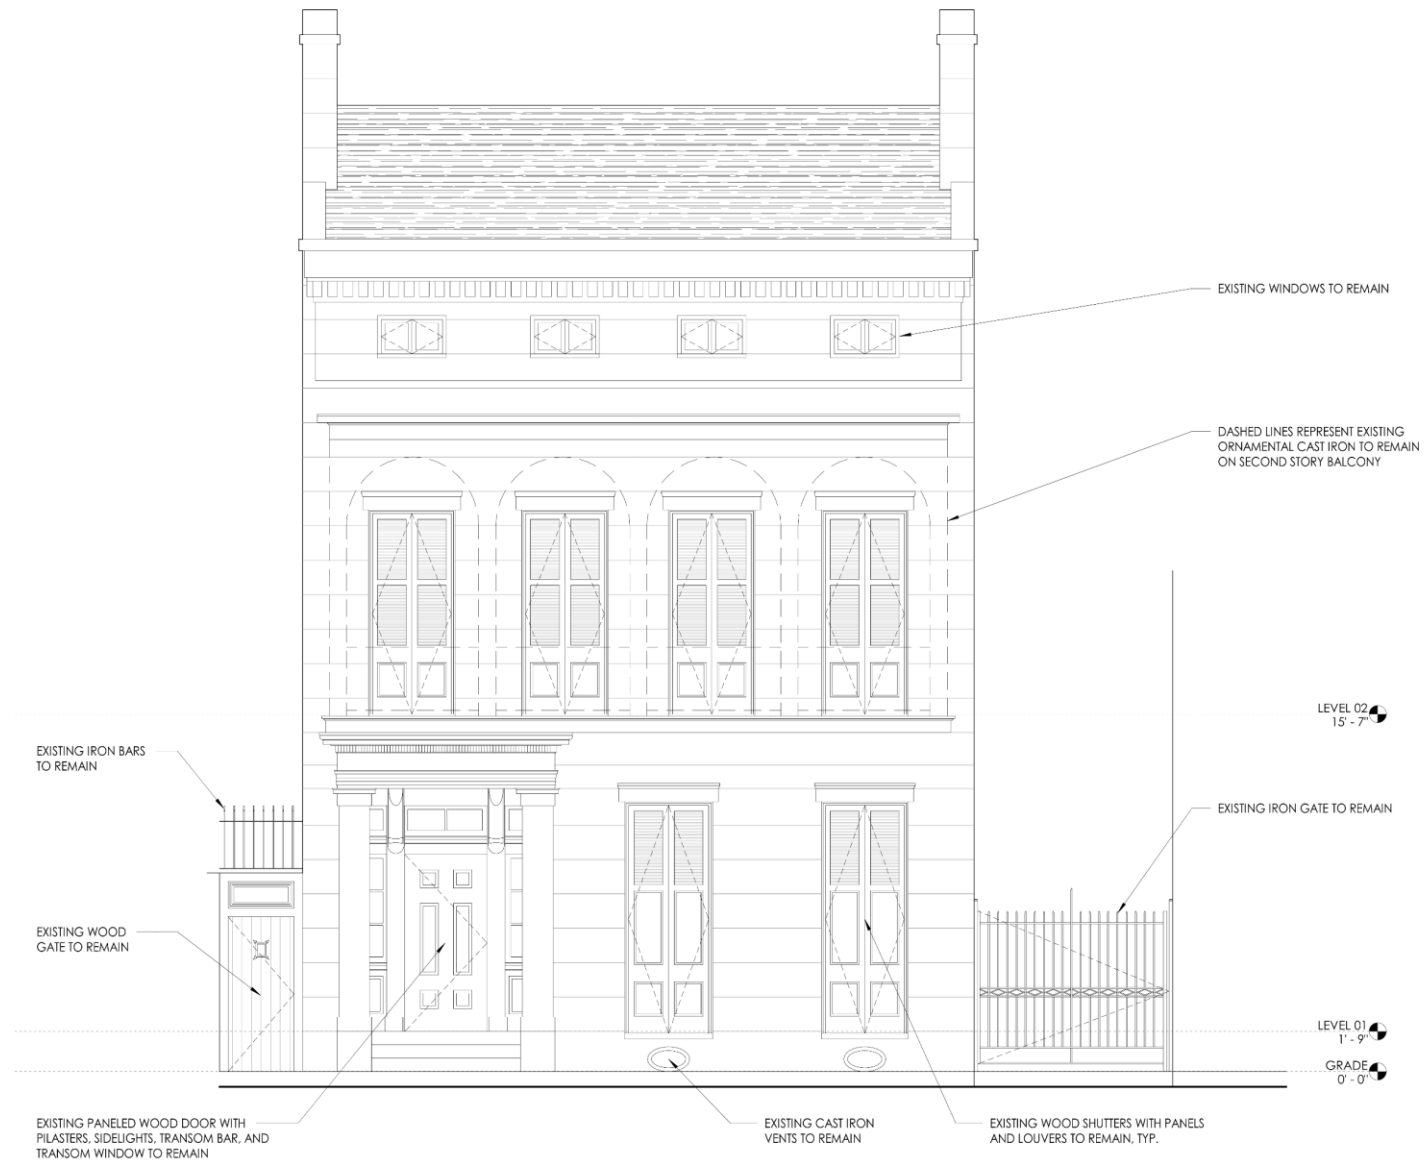 EXISTING WINDOWS TO REMAIN
DASHED LINES REPRESENT EXISTING
ORNAMENTAL CAST IRON TO REMAIN
ON SECOND STORY BALCONY
LEVEL 02
15' - 7"
EXISTING IRON BARS
TO REMAIN
EXISTING IRON GATE TO REMAIN
EXISTING WOOD
GATE TO REMAIN
LEVEL 01
1' - 9"
GRADE
0' - 0"
EXISTING PANELED WOOD DOOR WITH
PILASTERS, SIDELIGHTS, TRANSOM BAR, AND
TRANSOM WINDOW TO REMAIN
EXISTING CAST IRON
VENTS TO REMAIN
EXISTING WOOD SHUTTERS WITH PANELS
AND LOUVERS TO REMAIN, TYP.